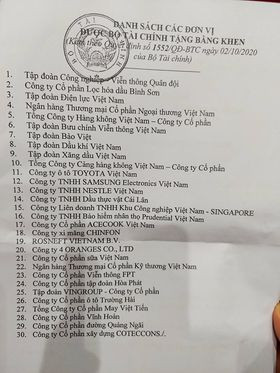 DANH SÁCH CÁC ĐƠN VỊ
ĐƯỢC BỘ TÀI CHÍNH TẶNG BẰNG KHEN
(Kèm theo Quyết định số 1552/QĐ-BTC ngày 02/10/2020
của Bộ Tài chính)
1. Tập đoàn Công nghiệp - Viễn thông Quân đội
2. Công ty Cổ phần Lọc hóa dầu Bình Sơn
3. Tập đoàn Điện lực Việt Nam
4. Ngân hàng Thương mại Cổ phần Ngoại thương Việt Nam
5. Tổng Công ty Hàng không Việt Nam – Công ty Cổ phần
6. Tập đoàn Bưu chính Viễn thông Việt Nam
7. Tập đoàn Bảo Việt
8. Tập đoàn Dầu khí Việt Nam
9. Tập đoàn Xăng dầu Việt Nam
10. Tổng Công ty Cảng hàng không Việt Nam – Công ty Cổ phần
11. Công ty ô tô TOYOTA Việt Nam
12. Công ty TNHH SAMSUNG Electronics Việt Nam
13. Công ty TNHH NESTLE Việt Nam
14. Công ty TNHH Dầu thực vật Cái Lân
15. Công ty Liên doanh TNHH Khu Công nghiệp Việt Nam - SINGAPORE
16. Công ty TNHH Bảo hiểm nhân thọ Prudential Việt Nam
17. Công ty Cổ phần ACECOOK Việt Nam
18. Công ty xi măng CHINFON
19. ROSNEFT VIETNAM B.V.
20. Công ty 4 ORANGES CO., LTD
21. Công ty Cổ phần sữa Việt Nam
22. Ngân hàng Thương mại Cổ phần Kỹ thương Việt Nam
23. Công ty Cổ phần Viễn thông FPT
24. Công ty Cổ phần tập đoàn Hòa Phát
25. Tập đoàn VINGROUP - Công ty Cổ phần
26. Công ty Cổ phần ô tô Trường Hải
27. Tổng Công ty Cổ phần May Việt Tiến
28. Công ty Cổ phần Vĩnh Hoàn
29. Công ty Cổ phần đường Quảng Ngãi
30. Công ty Cổ phần xây dựng COTECCONS./.